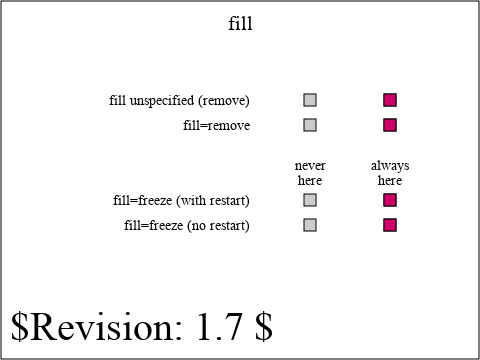 fill
fill unspecified (remove)
fill=remove
never
here
always
here
fill=freeze (with restart)
fill=freeze (no restart)
$Revision: 1.7 $